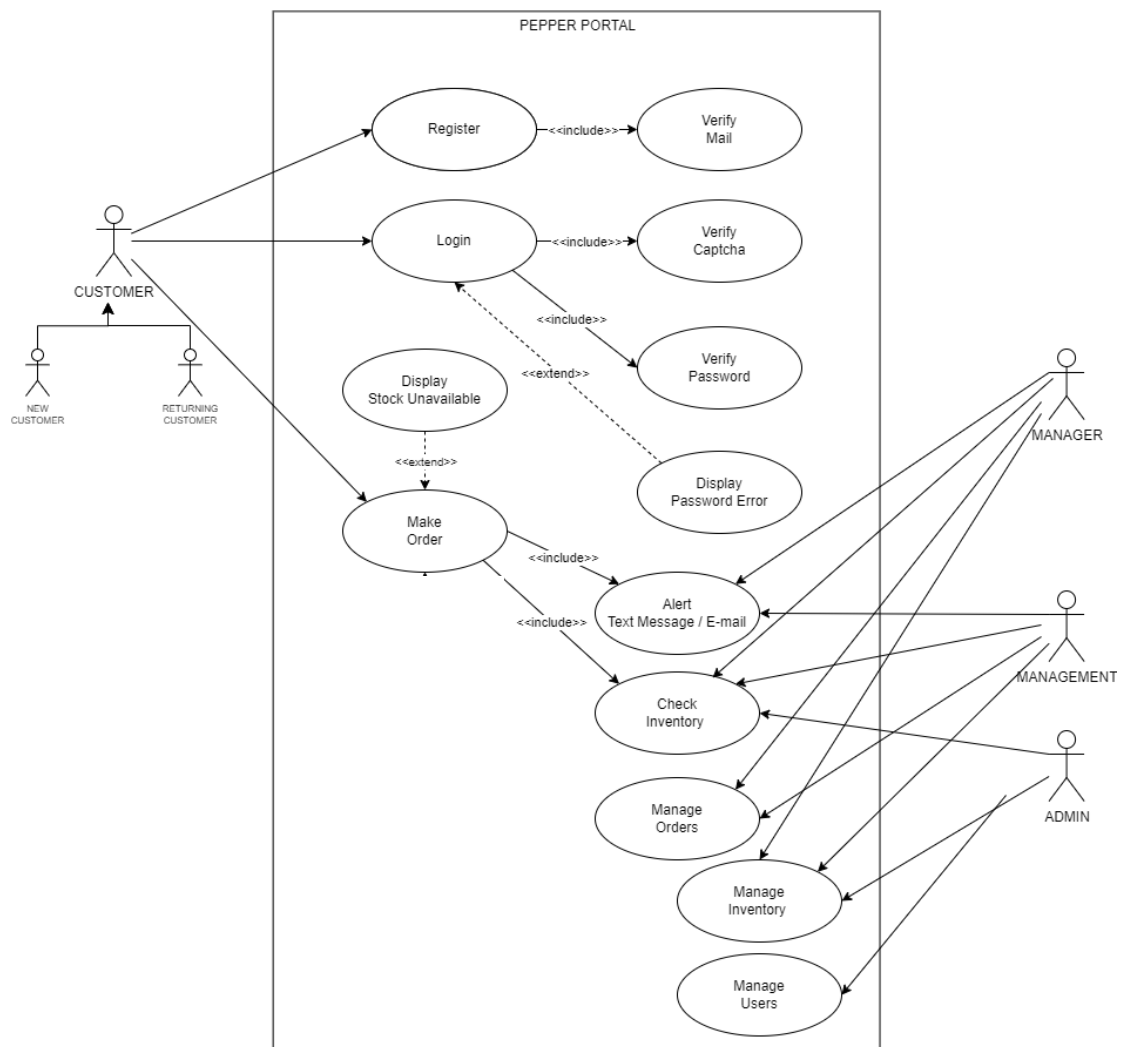 PEPPER PORTAL
Register
<<include>>
Verify
Mail
Login
<<include>>
Verify
Captcha
CUSTOMER
<<include>>
Verify
Password
NEW
CUSTOMER
RETURNING
CUSTOMER
Display
Stock Unavailable
<<extend>>
MANAGER
<<extend>>
Display
Password Error
Make
Order
<<include>>
Alert
Text Message / E-mail
<<include>>
MANAGEMENT
Check
Inventory
Manage
Orders
ADMIN
Manage
Inventory
Manage
Users